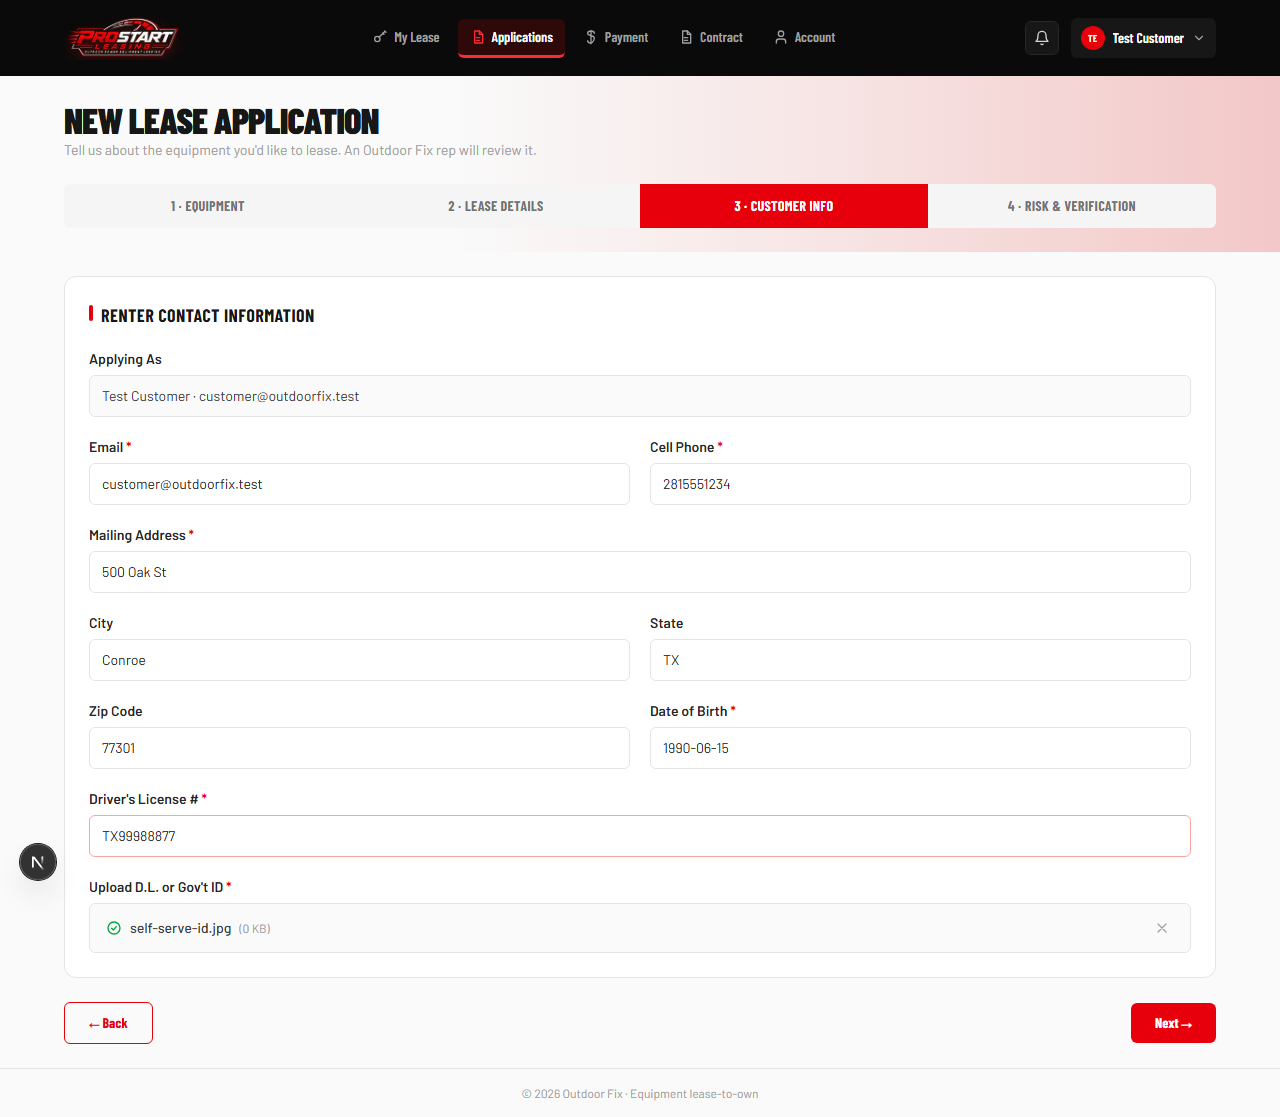 PROSTART
LEASING
My Lease
Applications
Payment
Contract
Account
TE
Test Customer
NEW LEASE APPLICATION
Tell us about the equipment you'd like to lease. An Outdoor Fix rep will review it.
1 · EQUIPMENT
2 · LEASE DETAILS
3 · CUSTOMER INFO
4 · RISK & VERIFICATION
RENTER CONTACT INFORMATION
Applying As
Test Customer · customer@outdoorfix.test
Email *
Cell Phone *
customer@outdoorfix.test
2815551234
Mailing Address *
500 Oak St
City
State
Conroe
TX
Zip Code
Date of Birth *
77301
1990-06-15
Driver's License # *
TX99988877
N
Upload D.L. or Gov't ID *
self-serve-id.jpg (0 KB)
← Back
Next →
© 2026 Outdoor Fix · Equipment lease-to-own